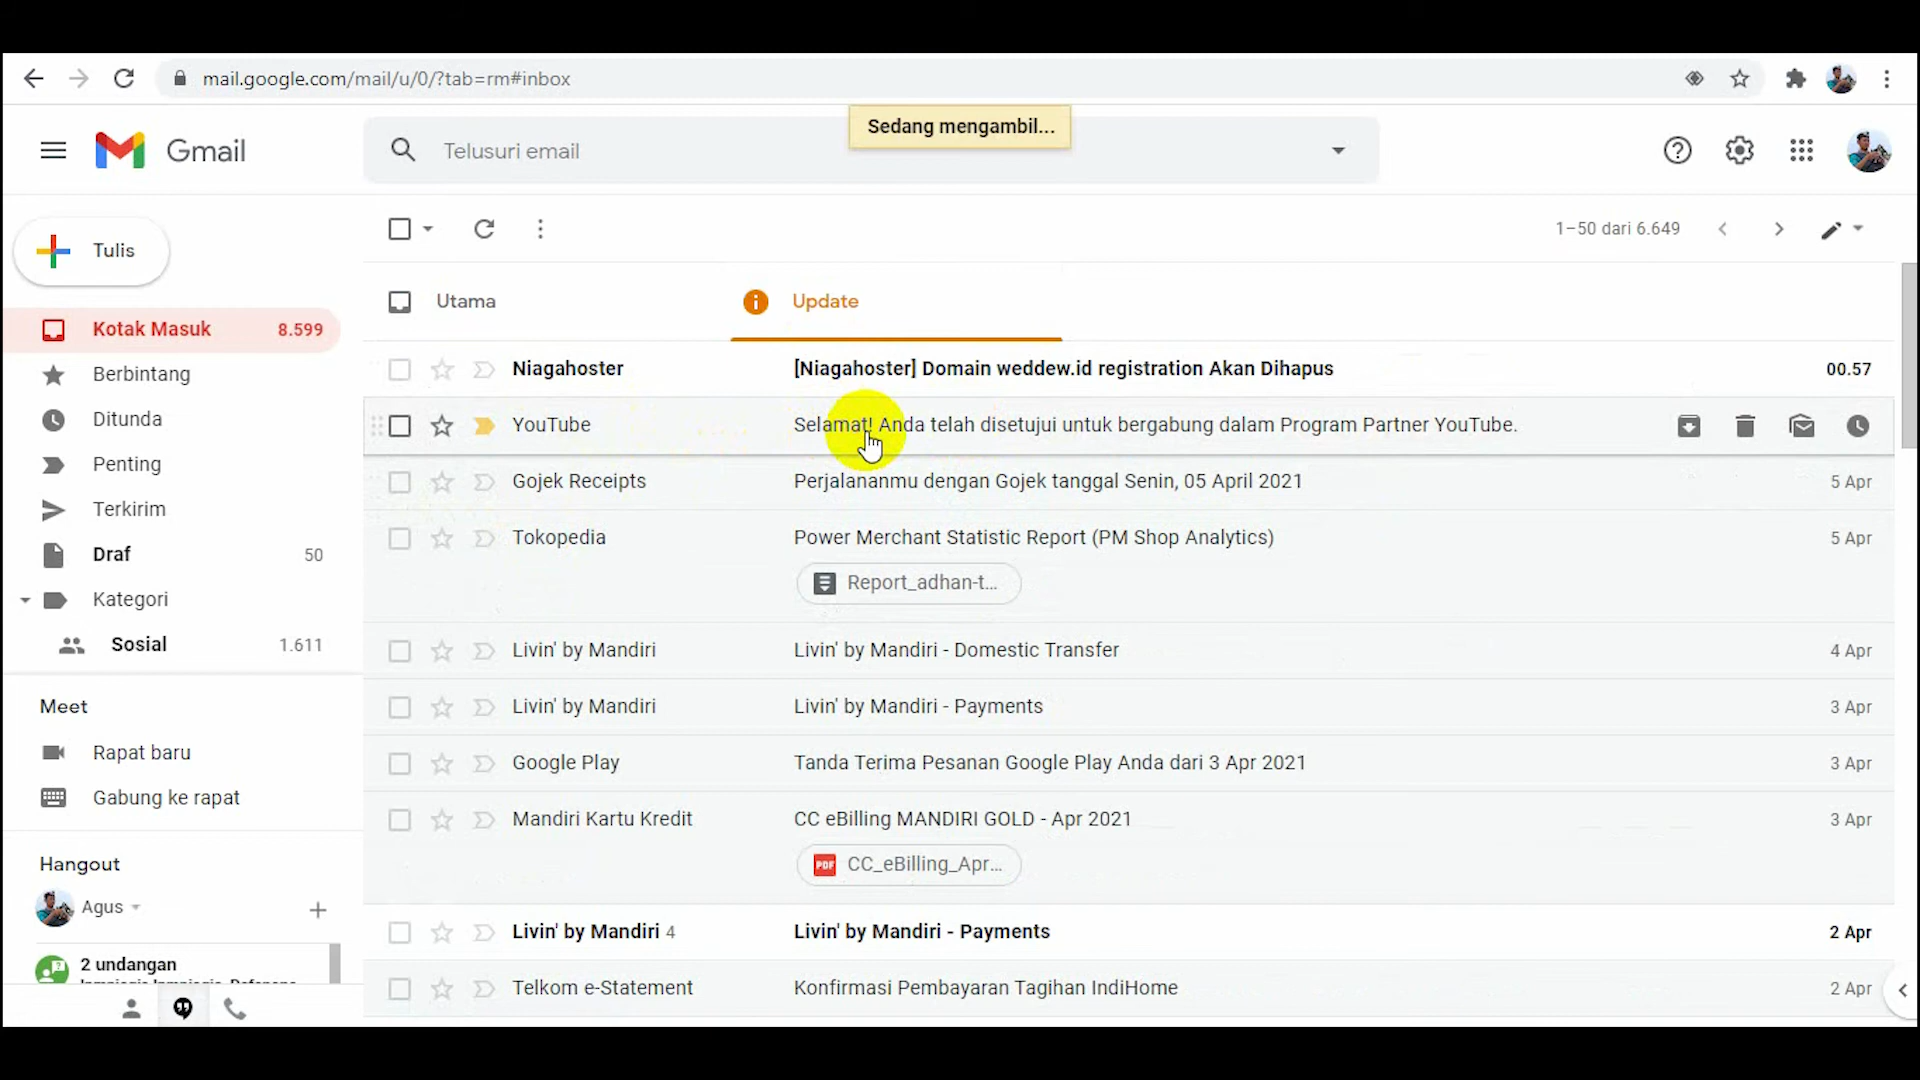 mail.google.com/mail/u/0/?tab=rm#inbox
Sedang mengambil...
Gmail
Telusuri email
Tulis
1–50 dari 6.649
Utama
Update
Kotak Masuk 8.599
Berbintang
Ditunda
Penting
Terkirim
Draf 50
Kategori
Sosial 1.611
Meet
Rapat baru
Gabung ke rapat
Hangout
Agus
2 undangan
Niagahoster [Niagahoster] Domain weddew.id registration Akan Dihapus 00.57
YouTube Selamat! Anda telah disetujui untuk bergabung dalam Program Partner YouTube.
Gojek Receipts Perjalananmu dengan Gojek tanggal Senin, 05 April 2021 5 Apr
Tokopedia Power Merchant Statistic Report (PM Shop Analytics) 5 Apr
Report_adhan-t...
Livin' by Mandiri Livin' by Mandiri - Domestic Transfer 4 Apr
Livin' by Mandiri Livin' by Mandiri - Payments 3 Apr
Google Play Tanda Terima Pesanan Google Play Anda dari 3 Apr 2021 3 Apr
Mandiri Kartu Kredit CC eBilling MANDIRI GOLD - Apr 2021 3 Apr
PDF CC_eBilling_Apr...
Livin' by Mandiri 4 Livin' by Mandiri - Payments 2 Apr
Telkom e-Statement Konfirmasi Pembayaran Tagihan IndiHome 2 Apr